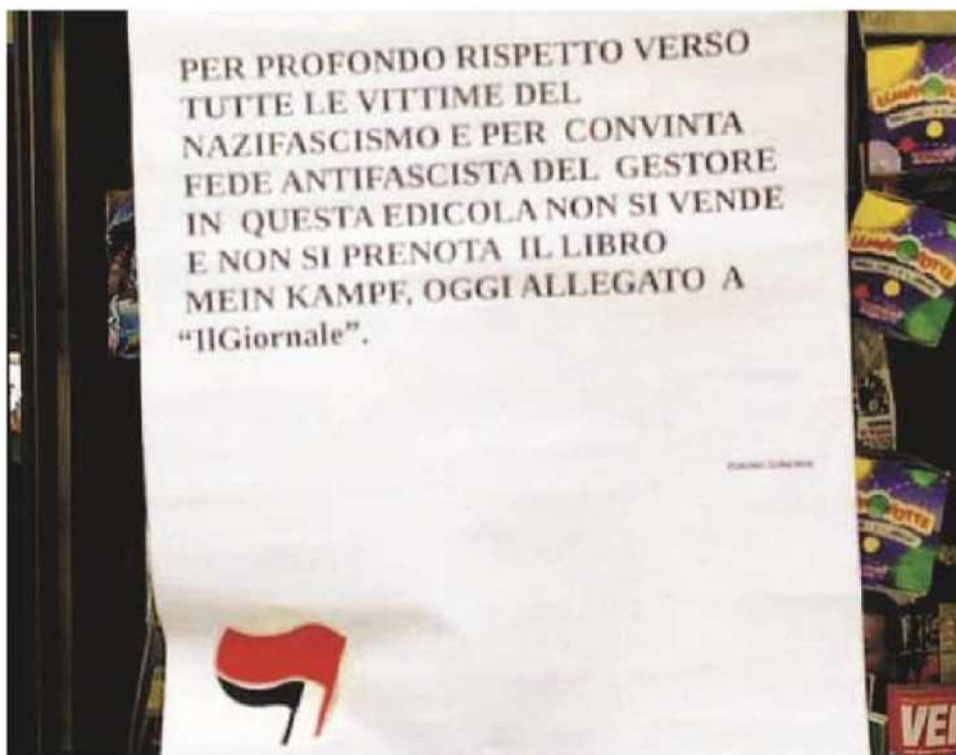 PER PROFONDO RISPETTO VERSO
TUTTE LE VITTIME DEL
NAZIFASCISMO E PER CONVINTA
FEDE ANTIFASCISTA DEL GESTORE
IN QUESTA EDICOLA NON SI VENDE
E NON SI PRENOTA IL LIBRO
MEIN KAMPF, OGGI ALLEGATO A
“IlGiornale”.